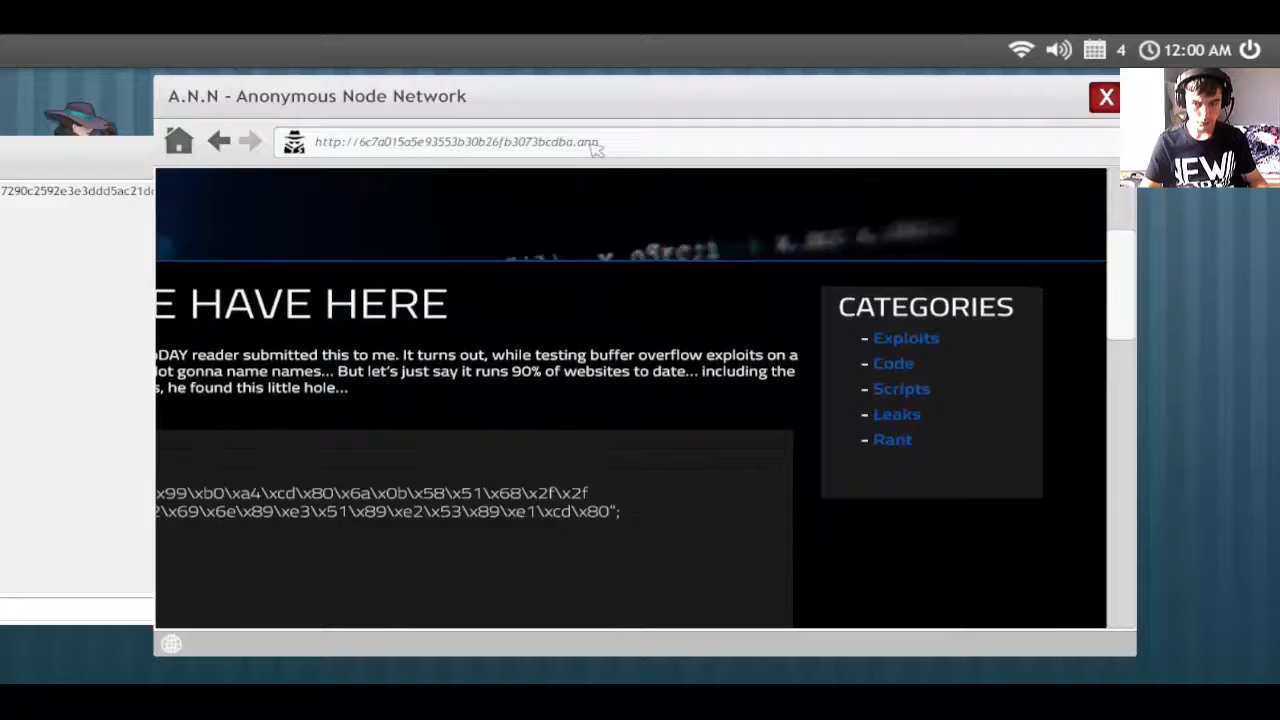 4 12:00 AM
A.N.N - Anonymous Node Network
X
http://6c7a015a5e93553b30b26fb3073bcdba.ann
7290c2592e3e3ddd5ac21d
E HAVE HERE
oDAY reader submitted this to me. It turns out, while testing buffer overflow exploits on a
lot gonna name names... But let's just say it runs 90% of websites to date... including the
s, he found this little hole...
x99\xb0\xa4\xcd\x80\x6a\x0b\x58\x51\x68\x2f\x2f
2\x69\x6e\x89\xe3\x51\x89\xe2\x53\x89\xe1\xcd\x80";
CATEGORIES
- Exploits
- Code
- Scripts
- Leaks
- Rant